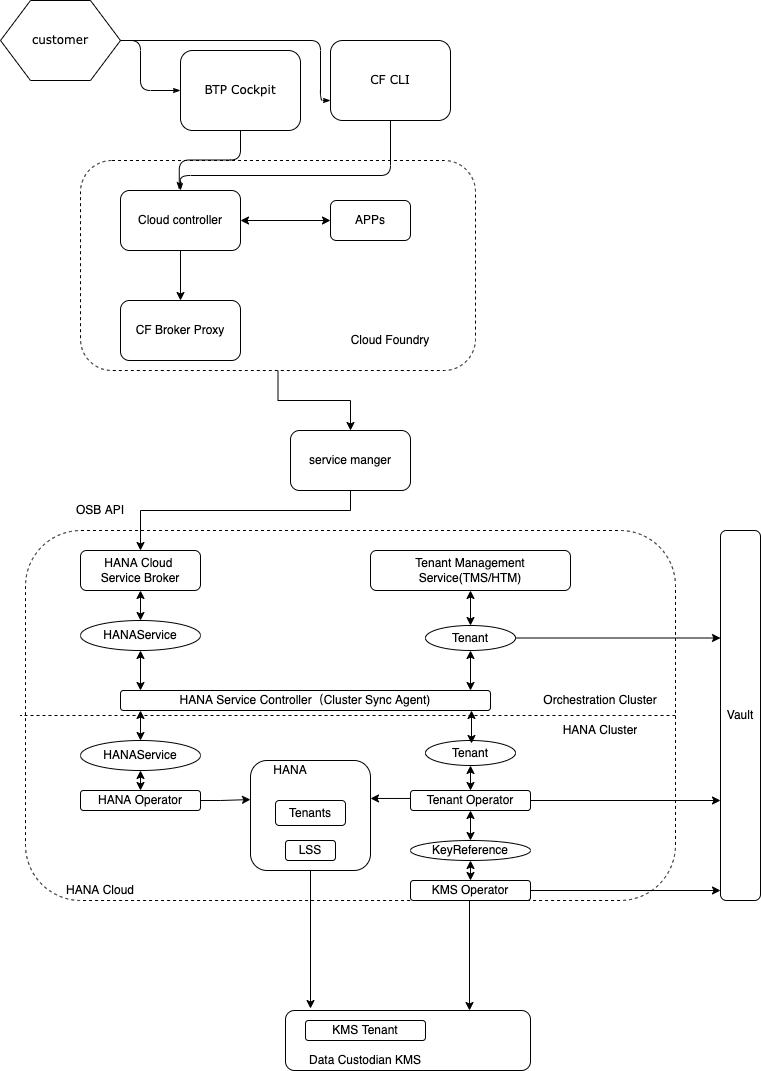 customer
BTP Cockpit
CF CLI
Cloud controller
APPs
CF Broker Proxy
Cloud Foundry
service manger
OSB API
HANA Cloud
Service Broker
Tenant Management
Service(TMS/HTM)
HANAService
Tenant
HANA Service Controller（Cluster Sync Agent)
Orchestration Cluster
Vault
HANA Cluster
HANAService
Tenant
HANA
HANA Operator
Tenants
Tenant Operator
LSS
KeyReference
HANA Cloud
KMS Operator
KMS Tenant
Data Custodian KMS